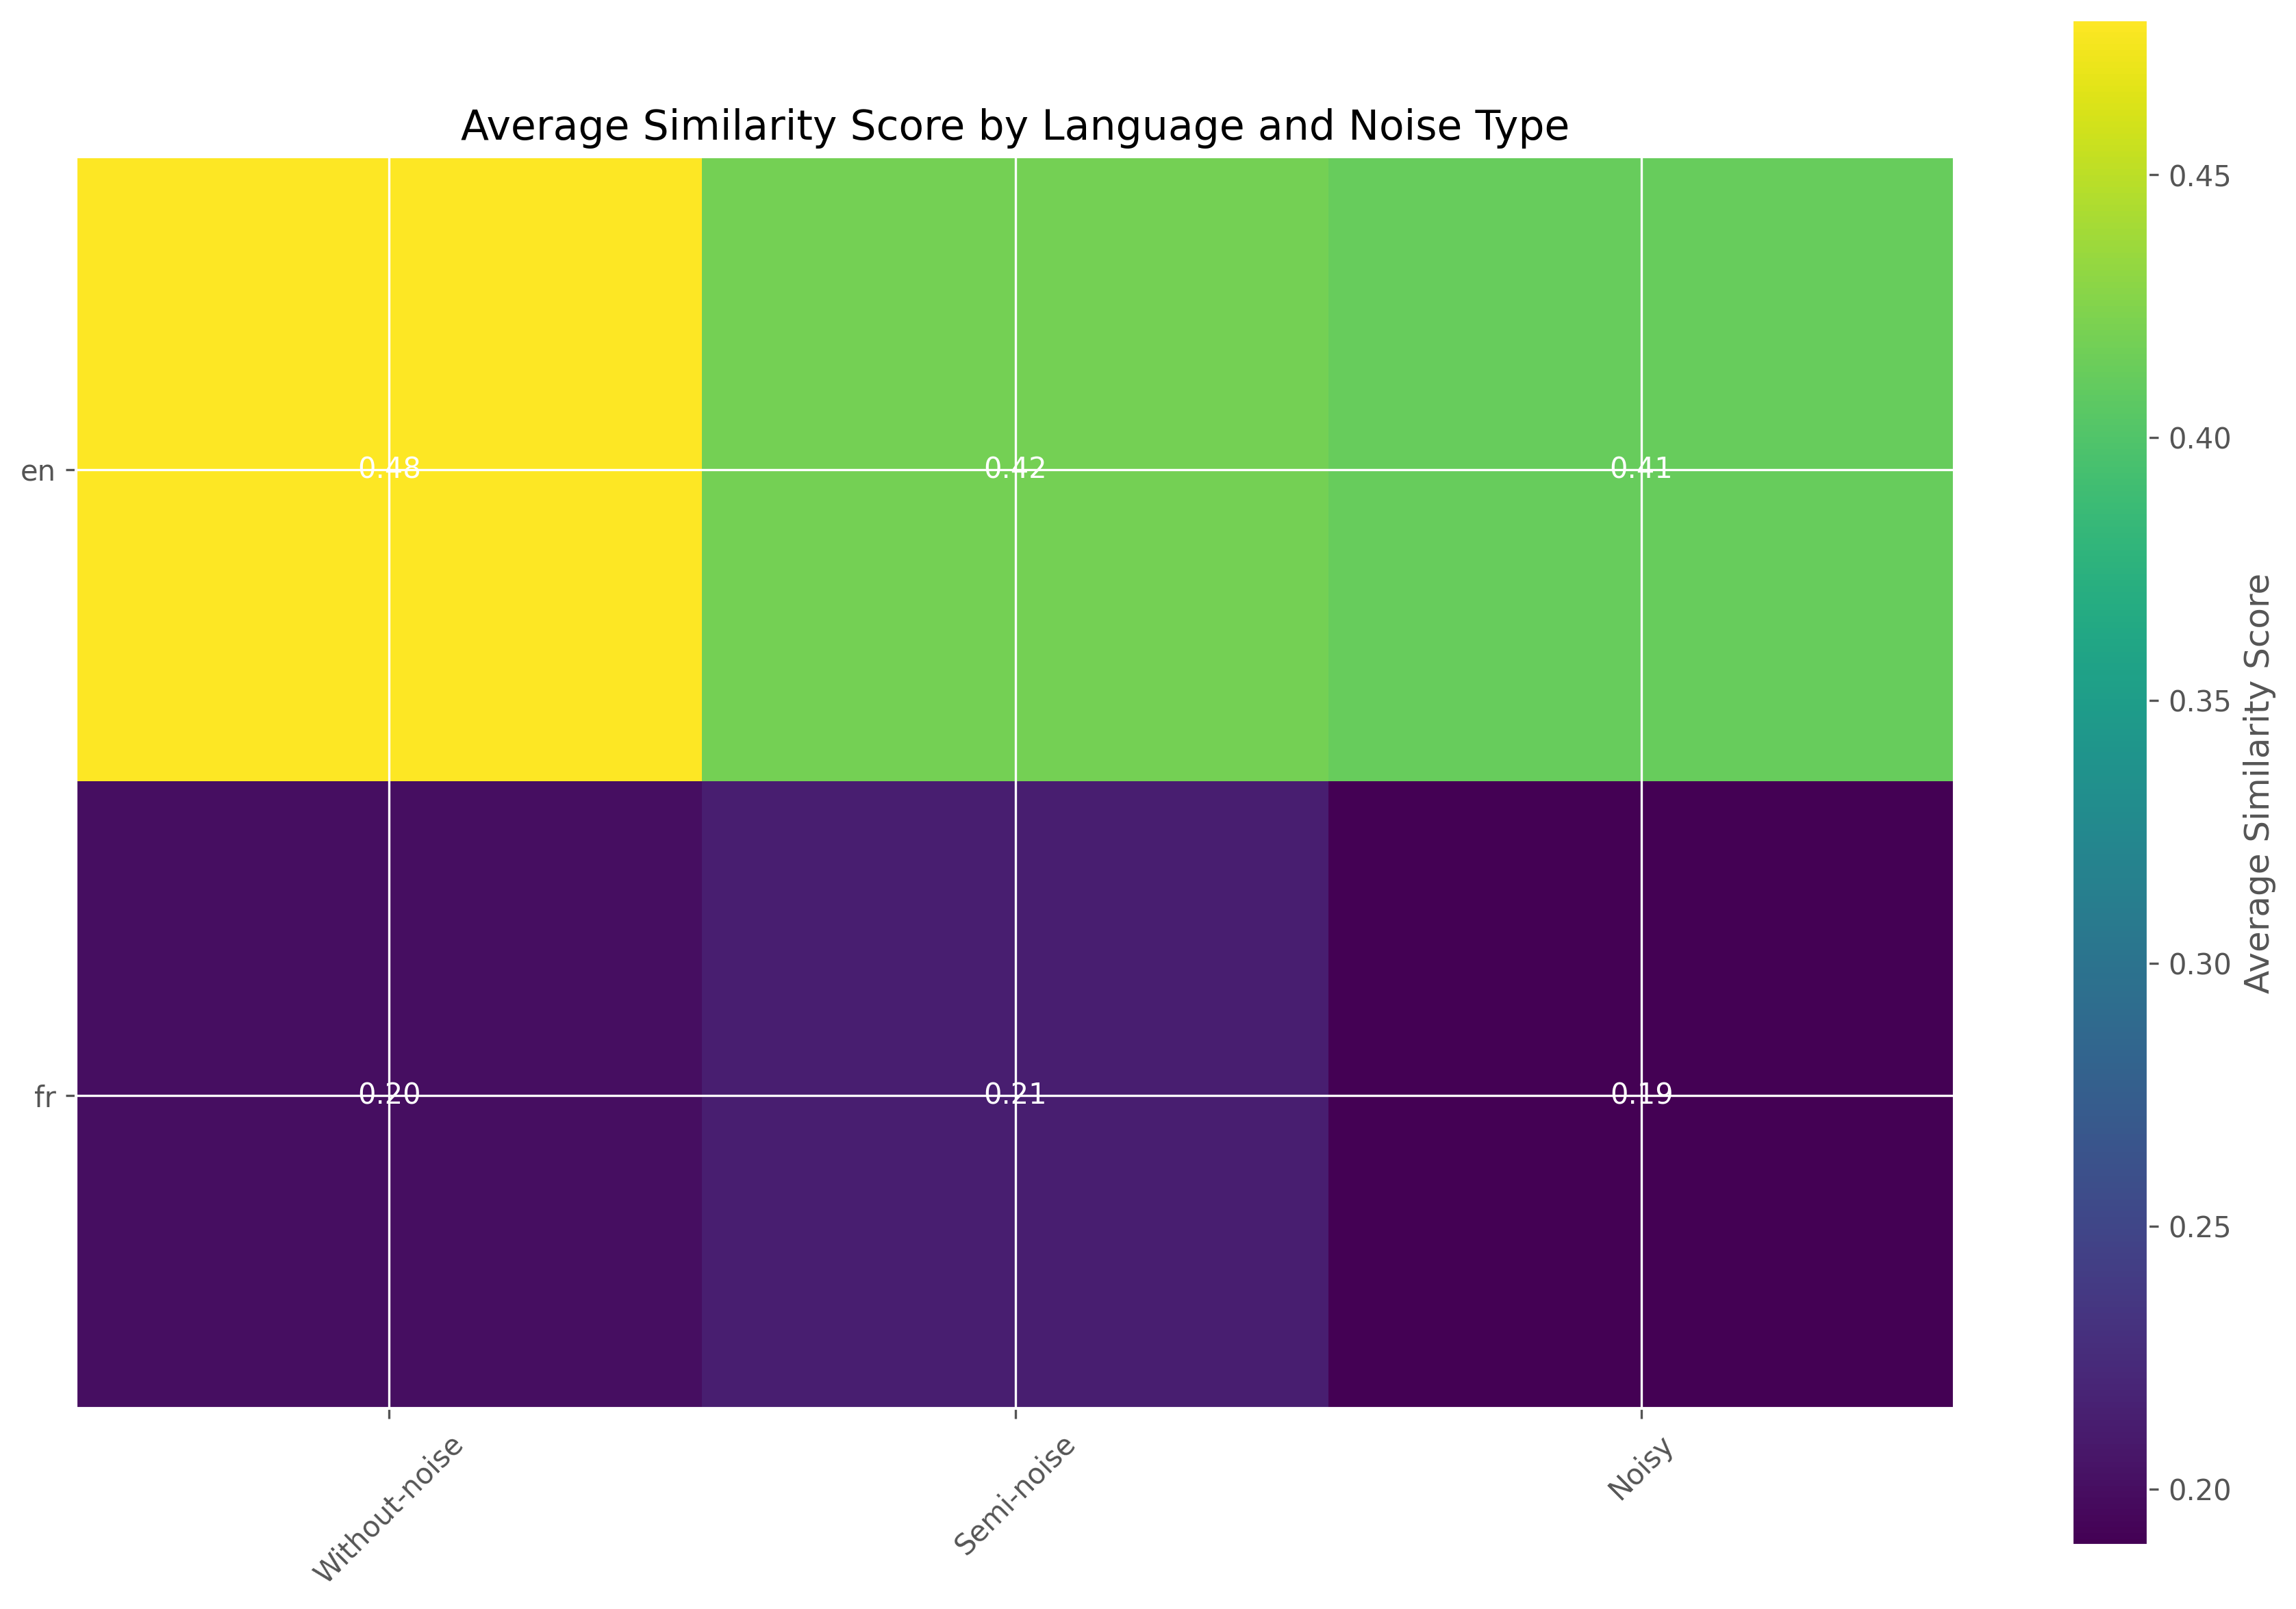 Average Similarity Score by Language and Noise Type
en
0.48 0.42 0.41
fr
0.20 0.21 0.19
Without-noise
Semi-noise
Noisy
0.45
0.40
0.35
0.30
0.25
0.20
Average Similarity Score